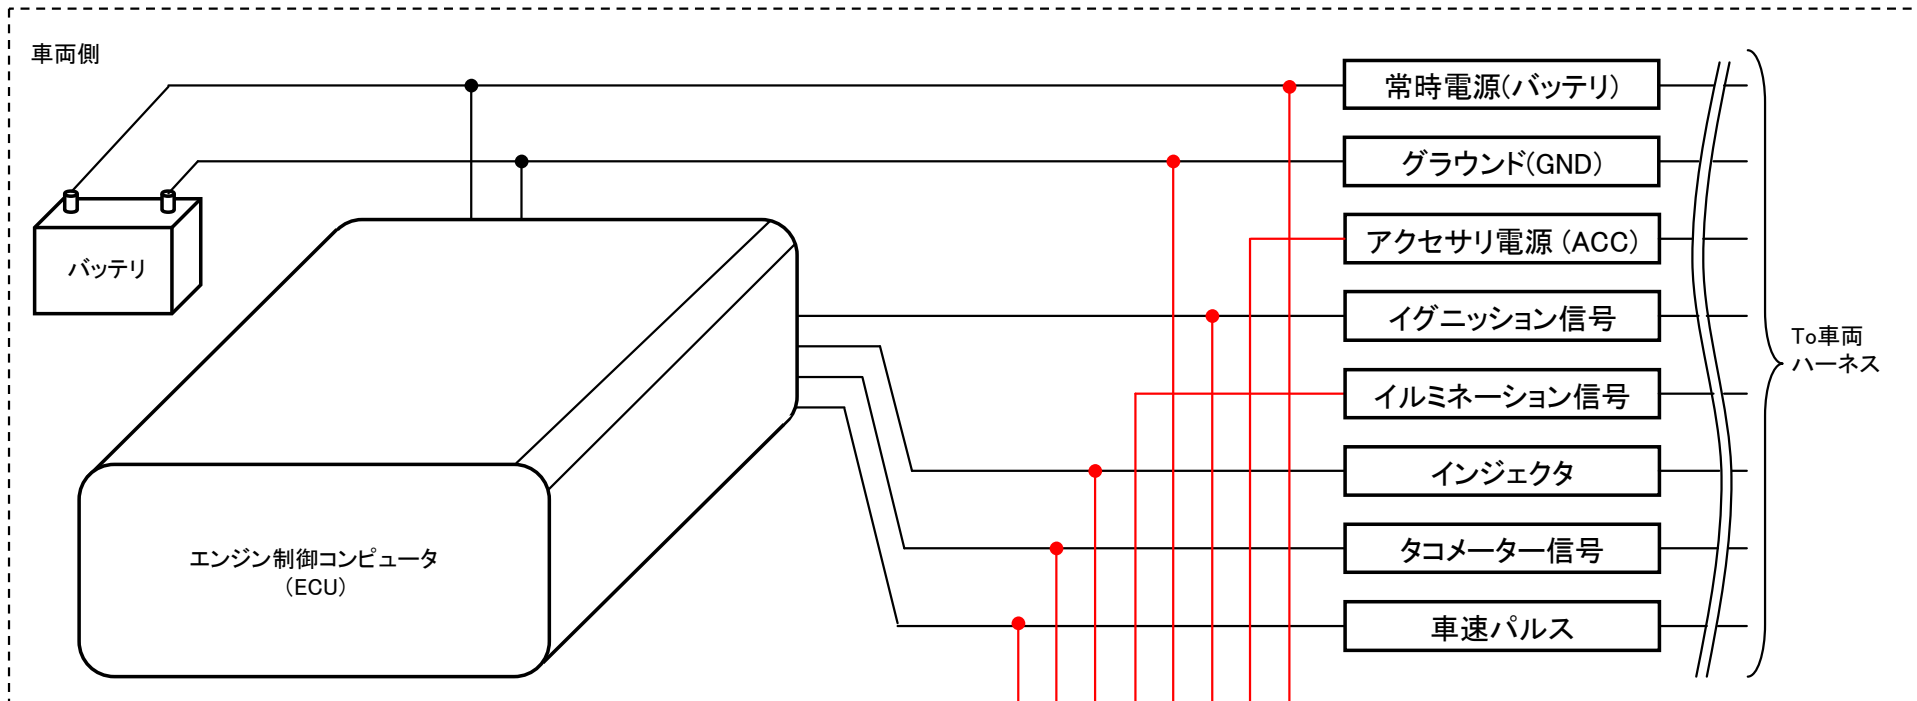 車両側
常時電源(バッテリ)
グラウンド(GND)
アクセサリ電源 (ACC)
バッテリ
イグニッション信号
To車両
ハーネス
イルミネーション信号
インジェクタ
タコメーター信号
エンジン制御コンピュータ
(ECU)
車速パルス